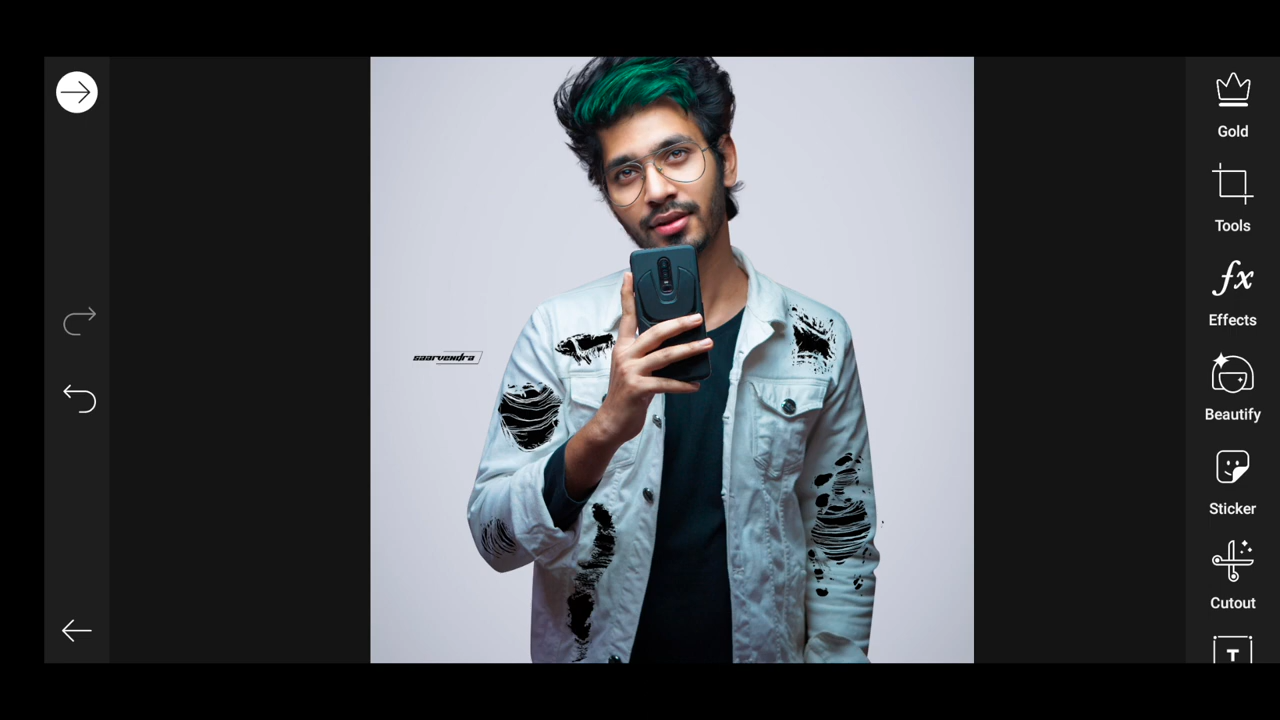 Gold
Tools
Effects
Beautify
saarvendra
Sticker
Cutout
T